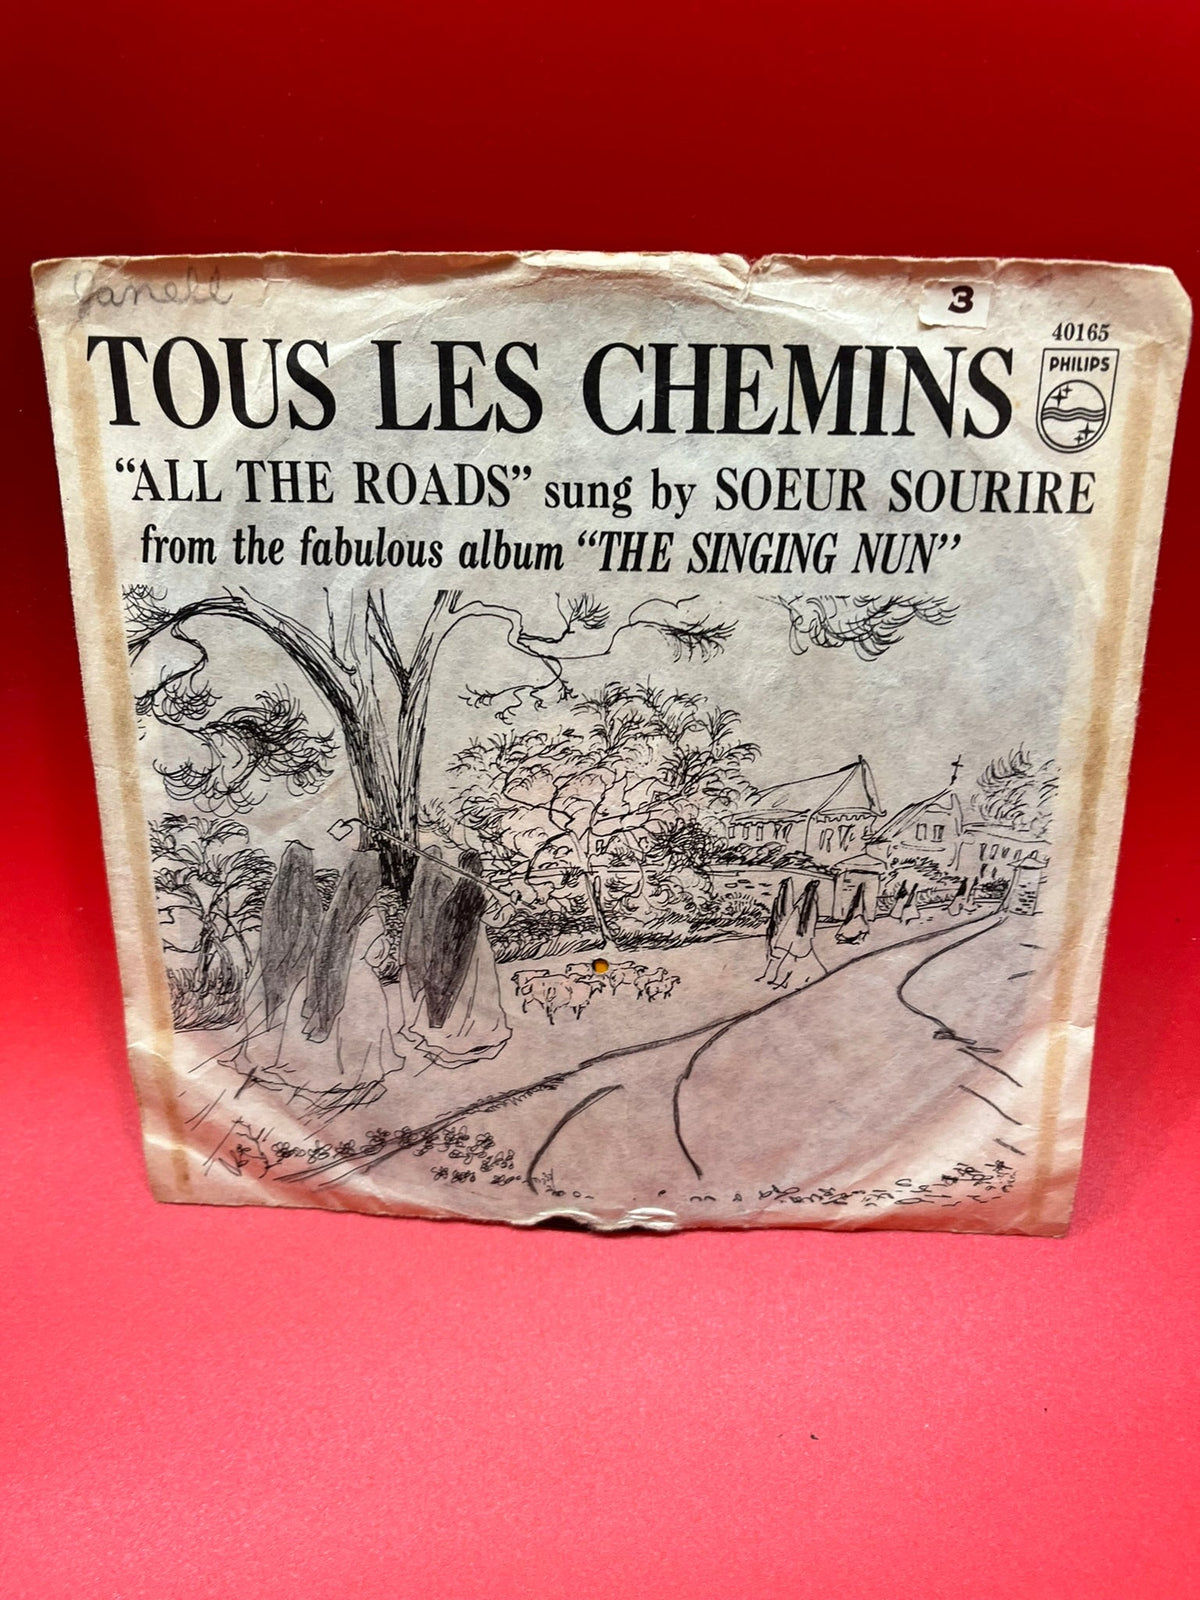 Janell
3
40165
TOUS LES CHEMINS
PHILIPS
“ALL THE ROADS” sung by SOEUR SOURIRE
from the fabulous album “THE SINGING NUN”